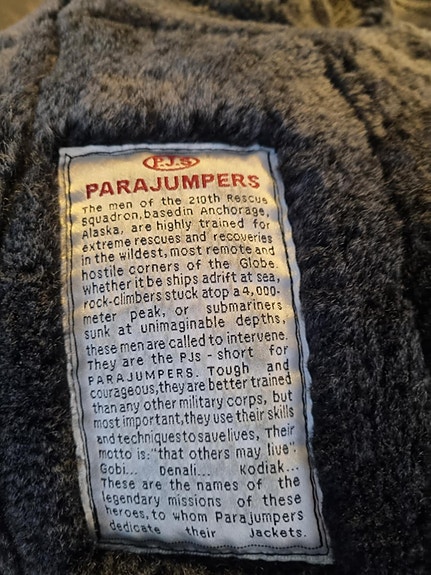 P.J.S
PARAJUMPERS
The men of the 210th Rescue
Squadron,basedin Anchorage,
Alaska, are highly trained for
extreme rescues and recoveries
in the wildest, most remote and
hostile corners of the Globe.
whether it be ships adrift at sea,
rock-climbers stuck atop a 4,000-
meter peak, or submariners
sunk at unimaginable depths,
these men are called to intervene.
They are the PJs - short for
PARAJUMPERS. Tough and
courageous,they are better trained
than any other military corps, but
most important,they use their skills
and techniques to save lives, Their
motto is:"that others may live".
Gobi... Denali... Kodiak...
These are the names of the
legendary missions of these
heroes, to whom Parajumpers
dedicate their Jackets.